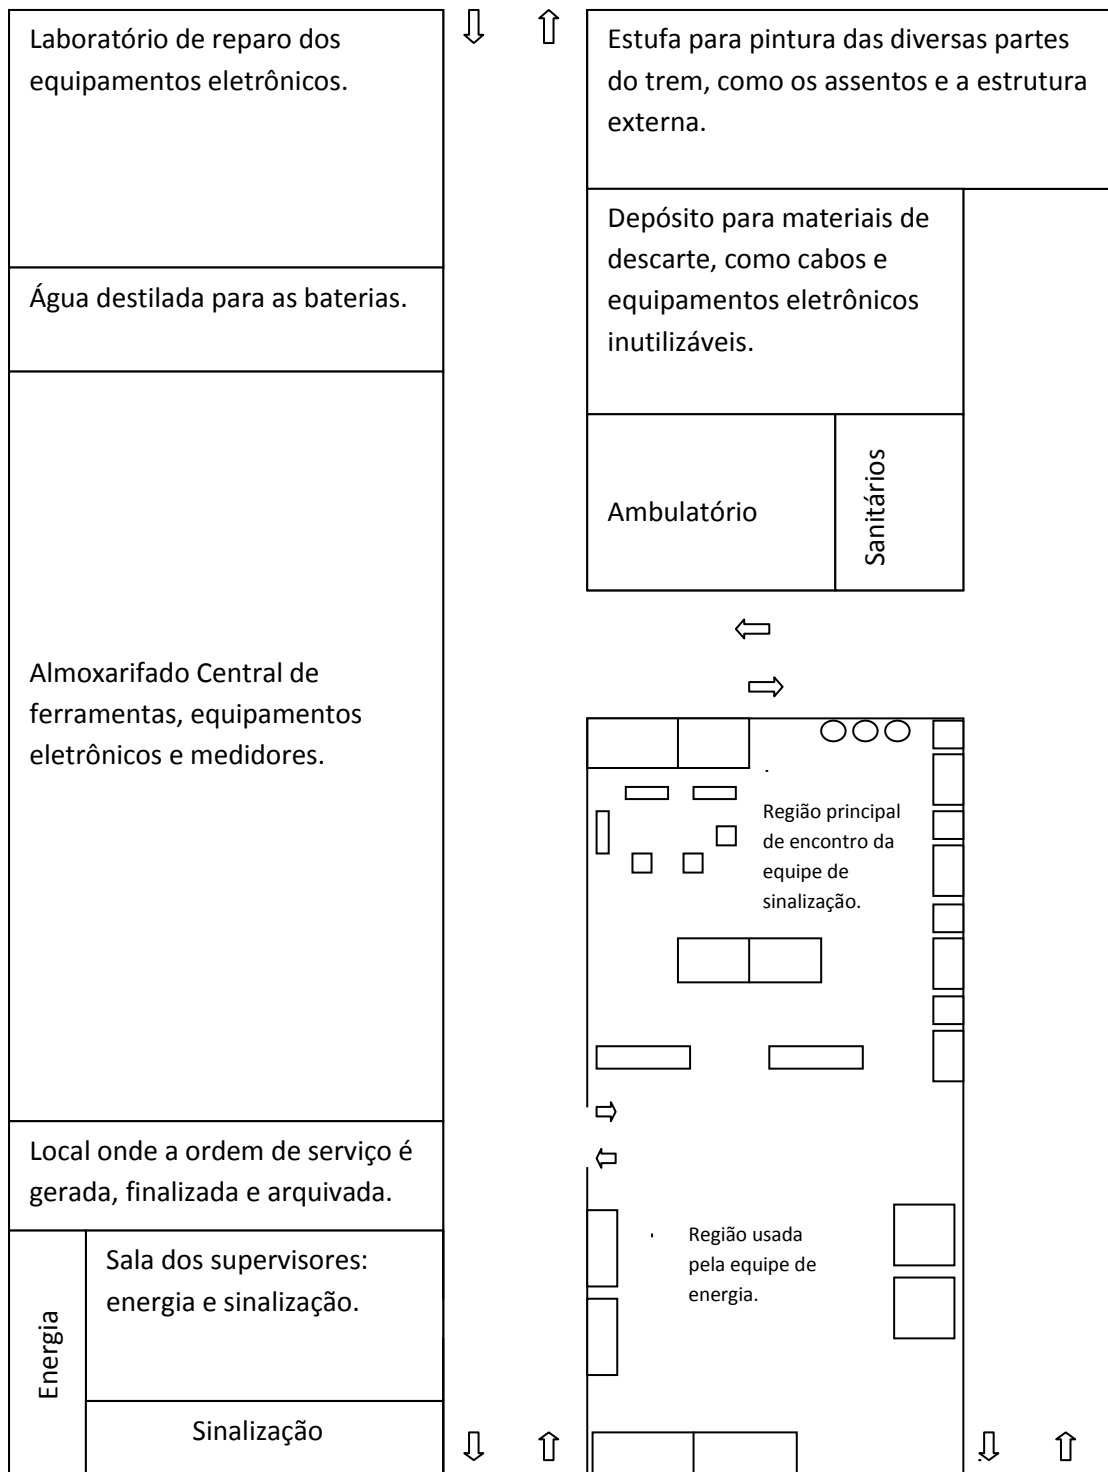 Laboratório de reparo dos
equipamentos eletrônicos.
Água destilada para as baterias.
Almoxarifado Central de
ferramentas, equipamentos
eletrônicos e medidores.
Local onde a ordem de serviço é
gerada, finalizada e arquivada.
Energia
Sala dos supervisores:
energia e sinalização.
Sinalização
Estufa para pintura das diversas partes
do trem, como os assentos e a estrutura
externa.
Depósito para materiais de
descarte, como cabos e
equipamentos eletrônicos
inutilizáveis.
Ambulatório
Sanitários
Região principal
de encontro da
equipe de
sinalização.
Região usada
pela equipe de
energia.